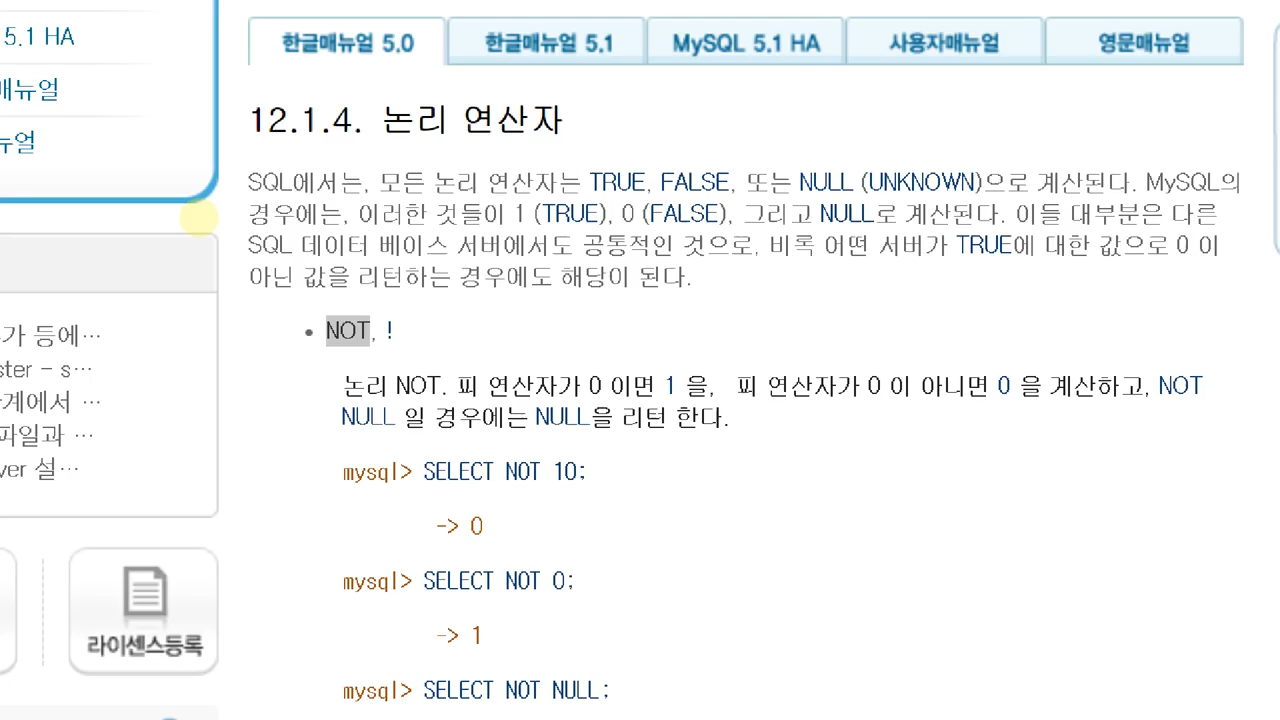 5.1 HA
매뉴얼
뉴얼
가 등에…
ster - s…
계에서 …
파일과 …
ver 설…
라이센스등록
한글매뉴얼 5.0 한글매뉴얼 5.1 MySQL 5.1 HA 사용자매뉴얼 영문매뉴얼
12.1.4. 논리 연산자
SQL에서는, 모든 논리 연산자는 TRUE, FALSE, 또는 NULL (UNKNOWN)으로 계산된다. MySQL의
경우에는, 이러한 것들이 1 (TRUE), 0 (FALSE), 그리고 NULL로 계산된다. 이들 대부분은 다른
SQL 데이터 베이스 서버에서도 공통적인 것으로, 비록 어떤 서버가 TRUE에 대한 값으로 0 이
아닌 값을 리턴하는 경우에도 해당이 된다.
• NOT, !
논리 NOT. 피 연산자가 0 이면 1 을, 피 연산자가 0 이 아니면 0 을 계산하고, NOT
NULL 일 경우에는 NULL을 리턴 한다.
mysql> SELECT NOT 10;
-> 0
mysql> SELECT NOT 0;
-> 1
mysql> SELECT NOT NULL;